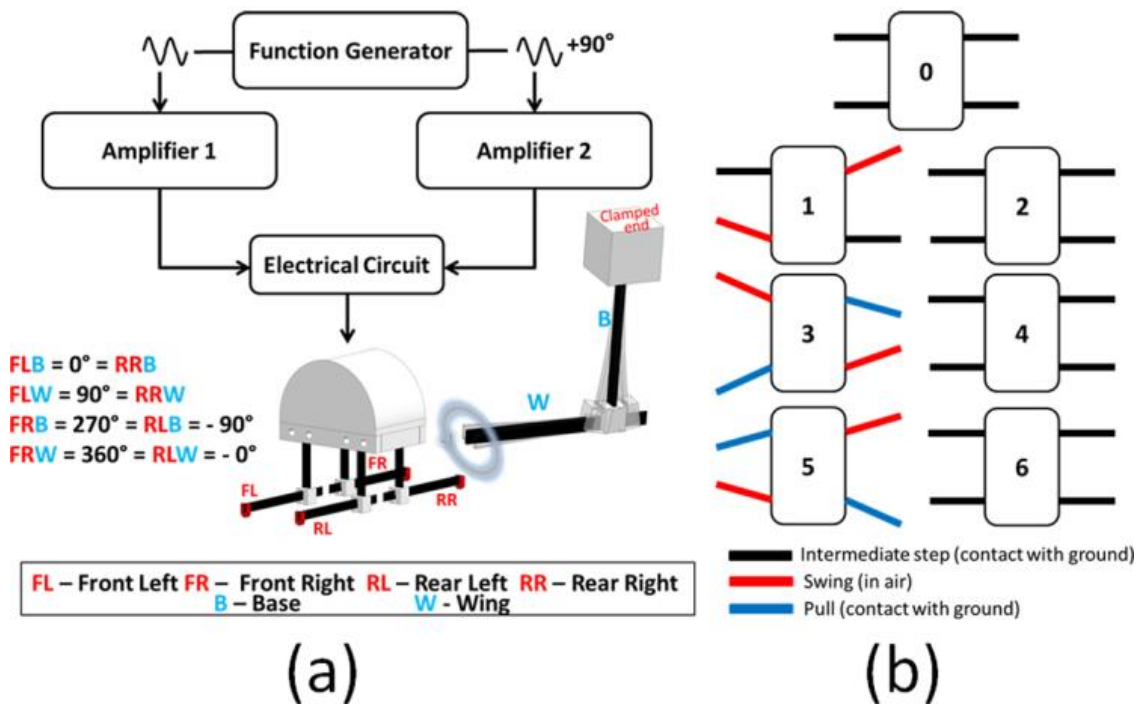 Function Generator
+90°
Amplifier 1
Amplifier 2
Electrical Circuit
Clamped
end
B
W
FLB = 0° = RRB
FLW = 90° = RRW
FRB = 270° = RLB = - 90°
FRW = 360° = RLW = - 0°
FR
FL
RR
RL
FL – Front Left FR – Front Right RL – Rear Left RR – Rear Right
B – Base W - Wing
(a)
0
1
2
3
4
5
6
Intermediate step (contact with ground)
Swing (in air)
Pull (contact with ground)
(b)